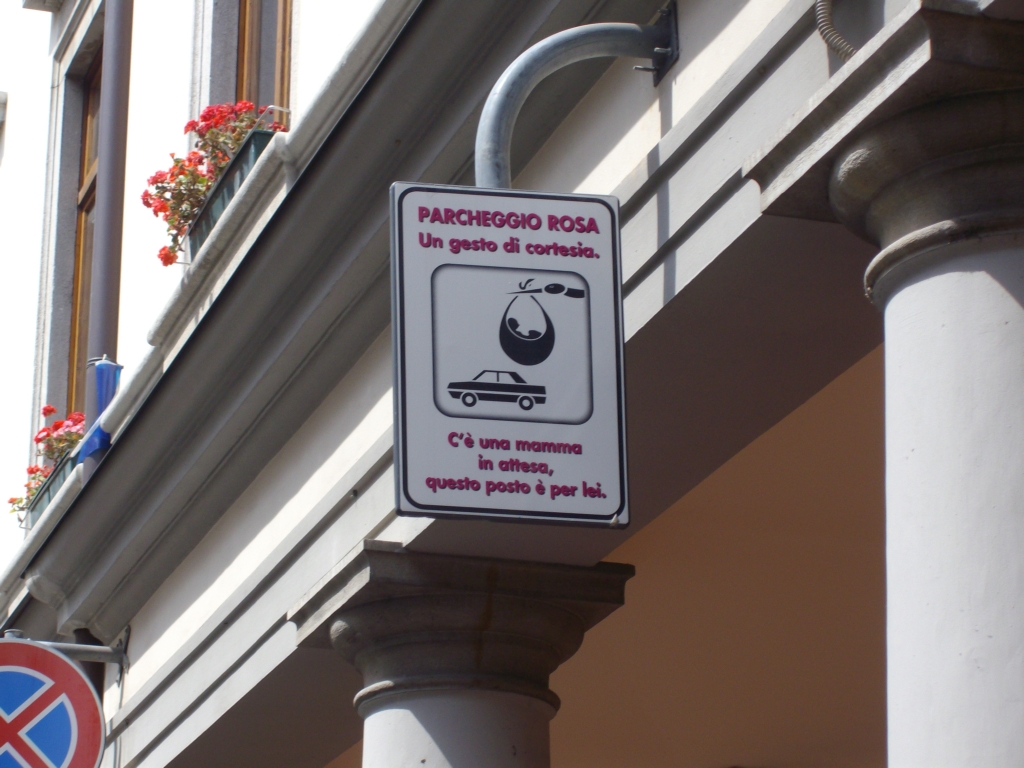 PARCHEGGIO ROSA
Un gesto di cortesia.
C'è una mamma
in attesa,
questo posto è per lei.